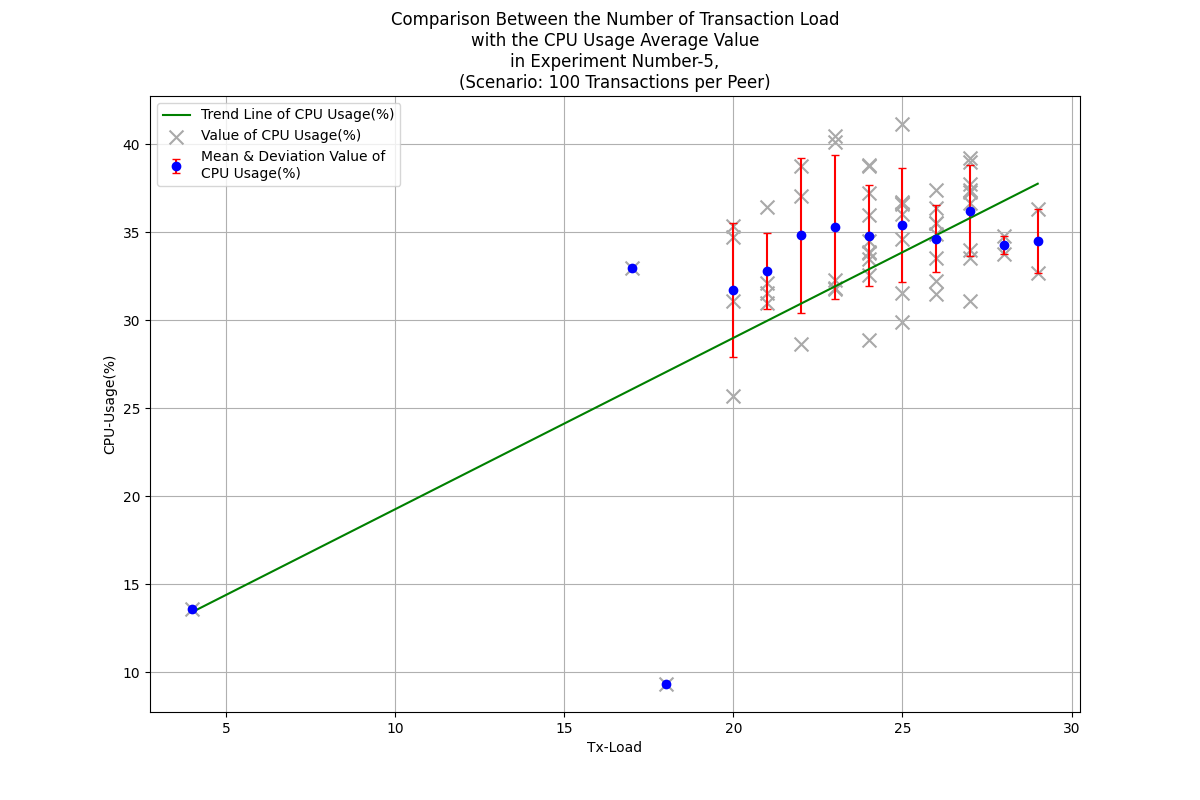 Comparison Between the Number of Transaction Load
with the CPU Usage Average Value
in Experiment Number-5,
(Scenario: 100 Transactions per Peer)
Trend Line of CPU Usage(%)
Value of CPU Usage(%)
Mean & Deviation Value of
CPU Usage(%)
40
35
30
25
20
15
10
CPU-Usage(%)
5 10 15 20 25 30
Tx-Load